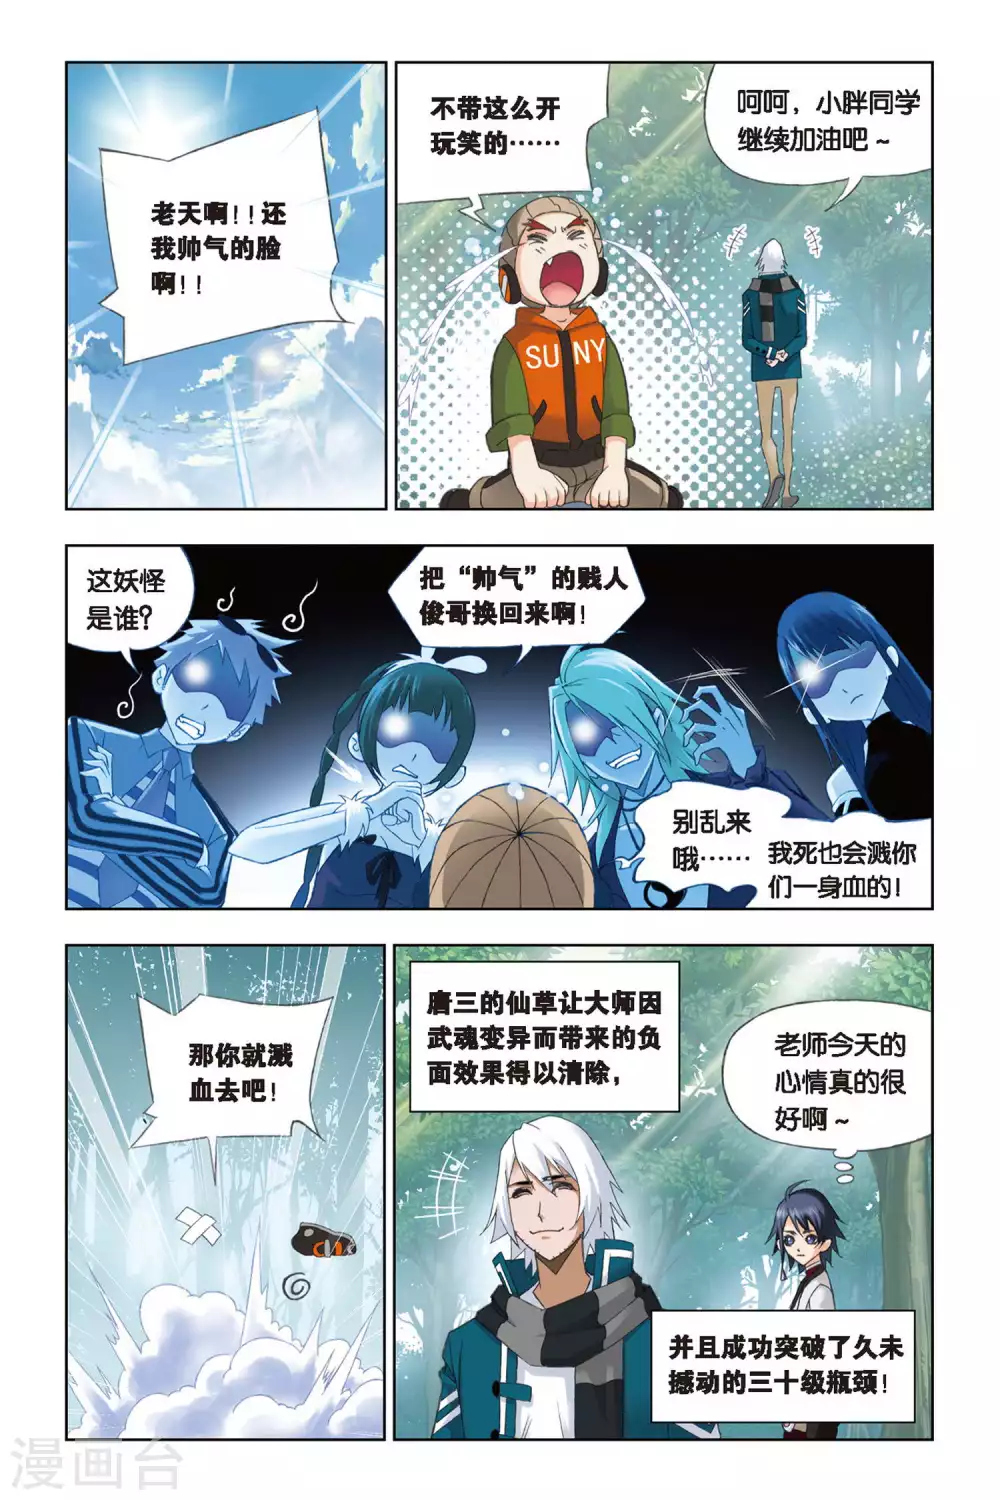 老天啊!!还
我帅气的脸
啊!!
不带这么开
玩笑的……
呵呵，小胖同学
继续加油吧~
SUNY
这妖怪
是谁?
把“帅气”的贱人
俊哥换回来啊!
别乱来
哦……
我死也会溅你
们一身血的!
那你就溅
血去吧!
唐三的仙草让大师因
武魂变异而带来的负
面效果得以清除,
老师今天的
心情真的很
好啊~
并且成功突破了久未
撼动的三十级瓶颈!
漫画台